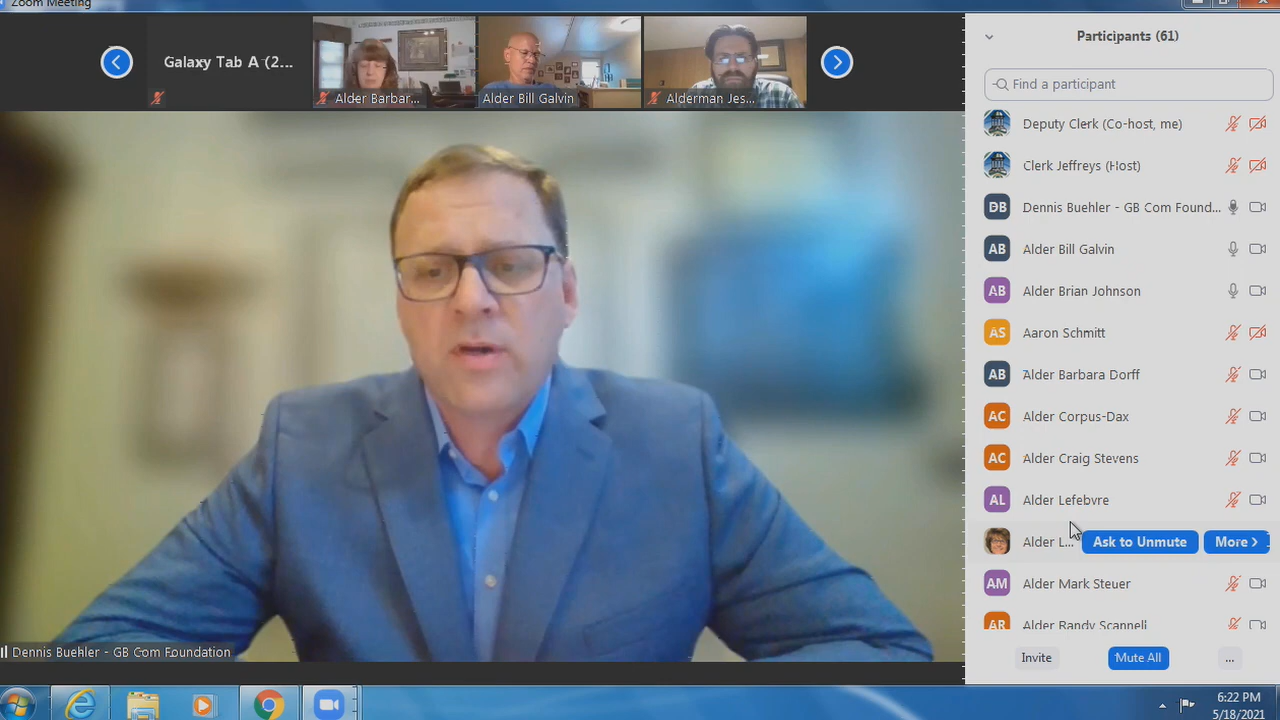 Zoom Meeting
Galaxy Tab A (2...
Alder Barbar...
Alder Bill Galvin
Alderman Jes...
Dennis Buehler - GB Com Foundation
Participants (61)
Find a participant
Deputy Clerk (Co-host, me)
Clerk Jeffreys (Host)
DB Dennis Buehler - GB Com Found...
AB Alder Bill Galvin
AB Alder Brian Johnson
AS Aaron Schmitt
AB Alder Barbara Dorff
AC Alder Corpus-Dax
AC Alder Craig Stevens
AL Alder Lefebvre
Alder L... Ask to Unmute More >
AM Alder Mark Steuer
AR Alder Randy Scannell
Invite Mute All ...
6:22 PM
5/18/2021